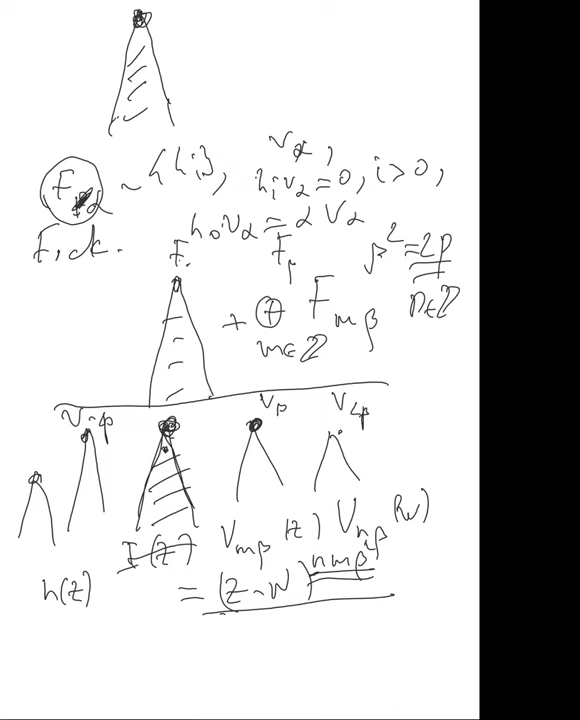 F_α ~ {h_i}, v_α,
h_i v_α = 0, i > 0,
h_0 v_α = α v_α
Fock.
F. F_β β² = 2p
p ∈ ℤ
+ ⊕ F_{mβ}
m ∈ ℤ
v_{-β} v_β v_{2β}
I(z) V_{mβ}(z) V_{nβ}(w)
h(z) = (z - w)^{nmβ²}